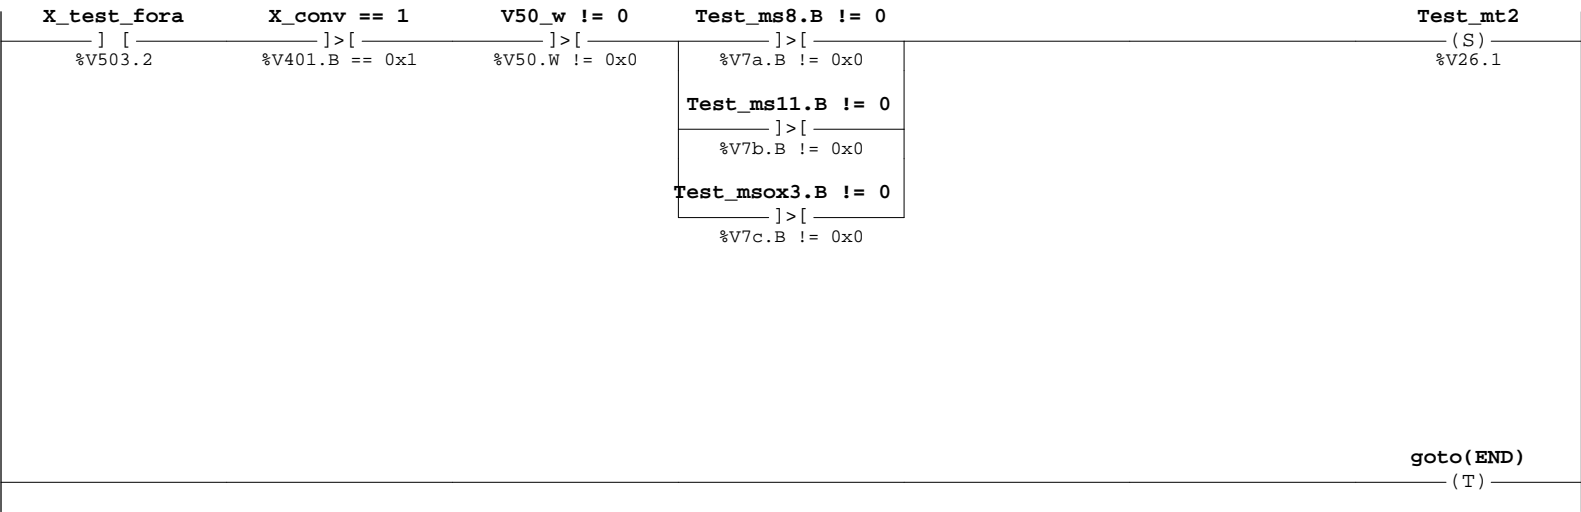 X_test_fora X_conv == 1 V50_w != 0 Test_ms8.B != 0 Test_mt2
] [ ]>[ ]>[ ]>[ (S)
%V503.2 %V401.B == 0x1 %V50.W != 0x0 %V7a.B != 0x0 %V26.1
Test_ms11.B != 0
]>[
%V7b.B != 0x0
Test_msox3.B != 0
]>[
%V7c.B != 0x0
goto(END)
(T)